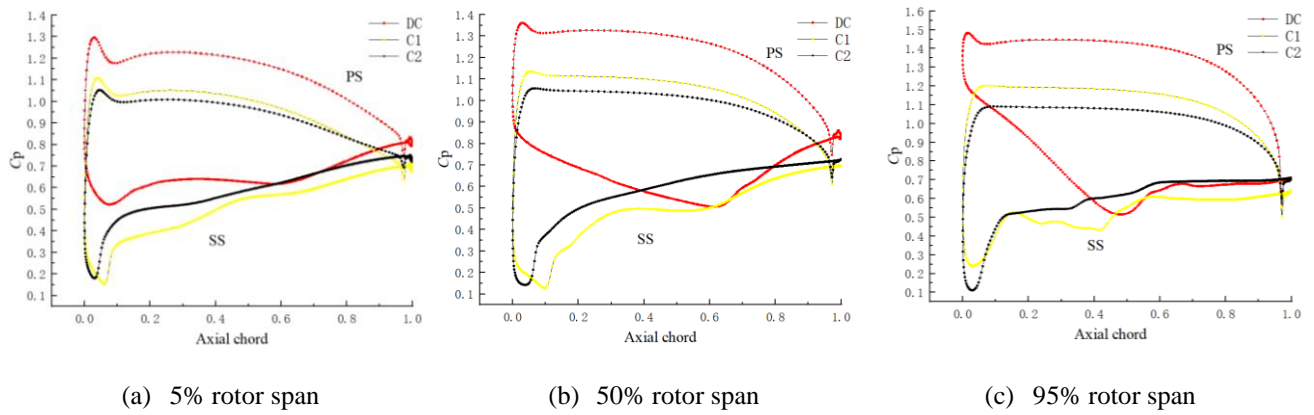 1.4
1.3
1.2
1.1
1.0
0.9
0.8
0.7
0.6
0.5
0.4
0.3
0.2
0.1
Cp
DC
C1
C2
PS
SS
0.0 0.2 0.4 0.6 0.8 1.0
Axial chord
(a) 5% rotor span
1.4
1.3
1.2
1.1
1.0
0.9
0.8
0.7
0.6
0.5
0.4
0.3
0.2
0.1
Cp
DC
C1
C2
PS
SS
0.0 0.2 0.4 0.6 0.8 1.0
Axial chord
(b) 50% rotor span
1.6
1.5
1.4
1.3
1.2
1.1
1.0
0.9
0.8
0.7
0.6
0.5
0.4
0.3
0.2
0.1
Cp
DC
C1
C2
PS
SS
0.0 0.2 0.4 0.6 0.8 1.0
Axial chord
(c) 95% rotor span